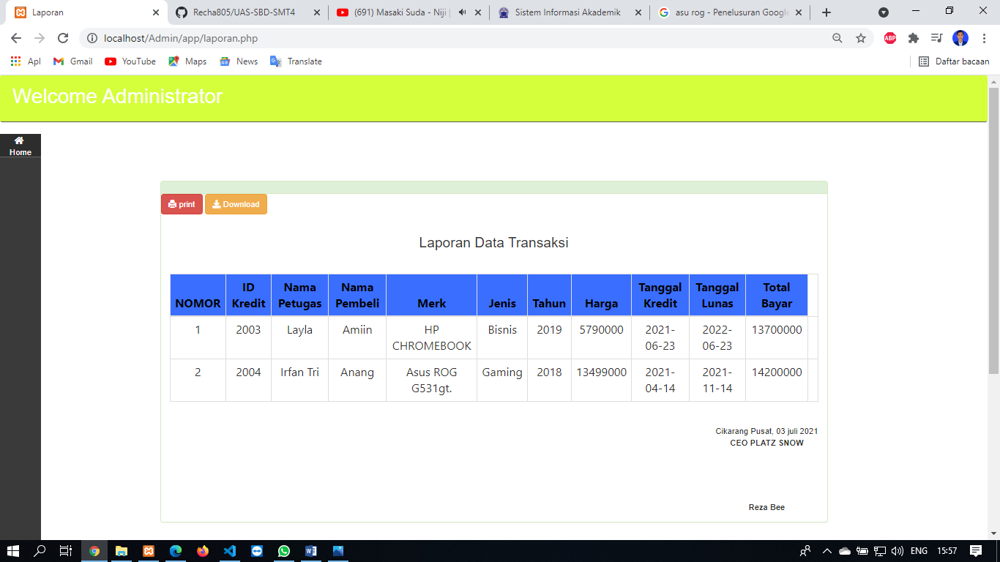 Laporan
Recha805/UAS-SBD-SMT4
(691) Masaki Suda - Niji |
Sistem Informasi Akademik
asu rog - Penelusuran Google
localhost/Admin/app/laporan.php
ABP
Apl
Gmail
YouTube
Maps
News
Translate
Daftar bacaan
Welcome Administrator
Home
print
Download
Laporan Data Transaksi
NOMOR ID Kredit Nama Petugas Nama Pembeli Merk Jenis Tahun Harga Tanggal Kredit Tanggal Lunas Total Bayar
1 2003 Layla Amiin HP CHROMEBOOK Bisnis 2019 5790000 2021-06-23 2022-06-23 13700000
2 2004 Irfan Tri Anang Asus ROG G531gt. Gaming 2018 13499000 2021-04-14 2021-11-14 14200000
Cikarang Pusat, 03 juli 2021
CEO PLATZ SNOW
Reza Bee
ENG
15:57